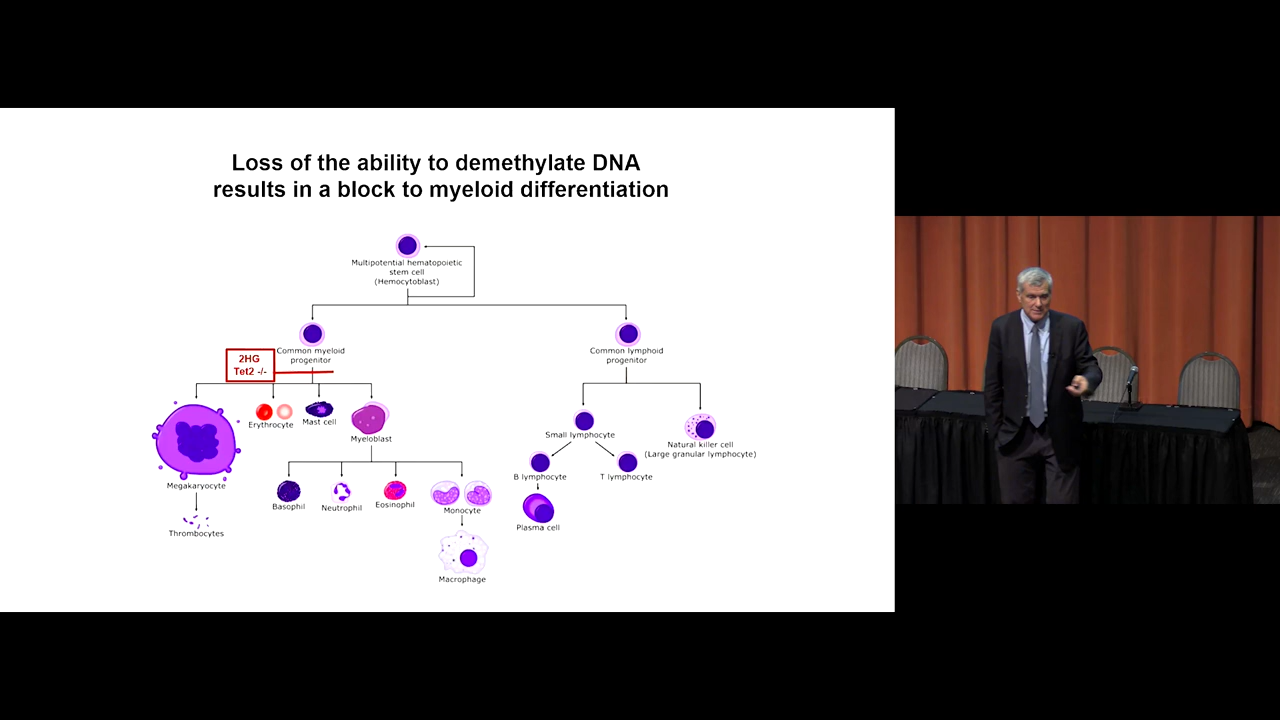 Loss of the ability to demethylate DNA
results in a block to myeloid differentiation
Multipotential hematopoietic
stem cell
(Hemocytoblast)
Common myeloid
progenitor
Common lymphoid
progenitor
2HG
Tet2 -/-
Erythrocyte
Mast cell
Myeloblast
Small lymphocyte
Natural killer cell
(Large granular lymphocyte)
Megakaryocyte
Thrombocytes
Basophil
Neutrophil
Eosinophil
Monocyte
B lymphocyte
T lymphocyte
Plasma cell
Macrophage